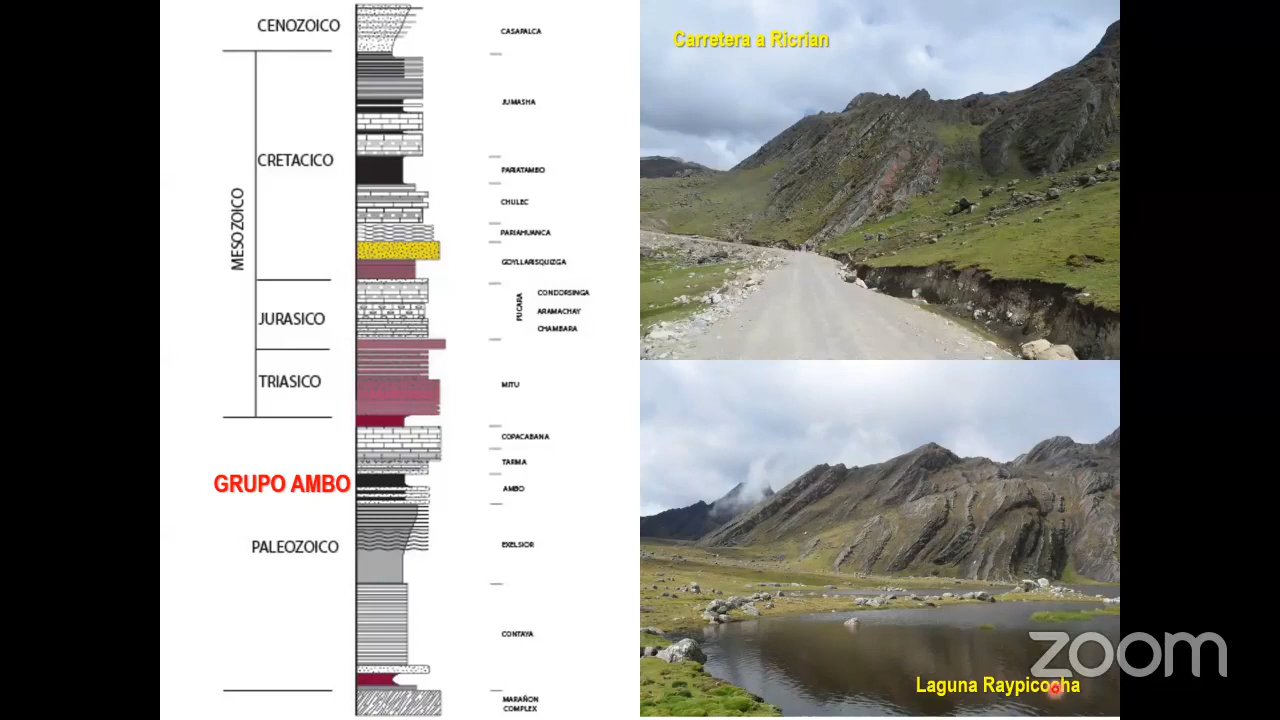 CENOZOICO
CASAPALCA
JUMASHA
CRETACICO
PARIATAMBO
CHULEC
MESOZOICO
PARIAHUANCA
GOYLLARISQUIZGA
JURASICO
PUCARA
CONDORSINGA
ARAMACHAY
CHAMBARA
TRIASICO
MITU
COPACABANA
TARMA
GRUPO AMBO
AMBO
PALEOZOICO
EXELSIOR
CONTAYA
MARAÑON
COMPLEX
Carretera a Ricrian
Laguna Raypicocha
zoom